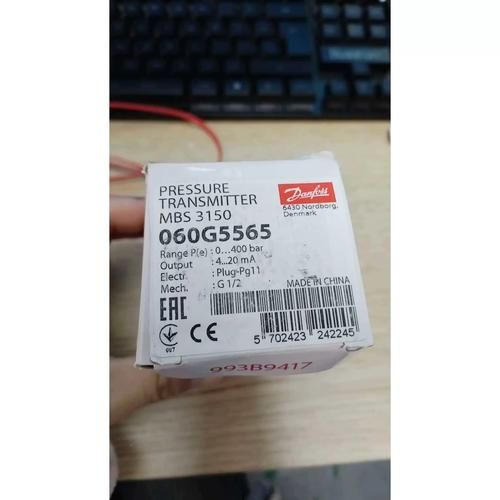 PRESSURE
TRANSMITTER
MBS 3150
060G5565
Range P(e) : 0...400 bar
Output : 4...20 mA
Electr. : Plug-Pg11
Mech. : G 1/2
Danfoss
6430 Nordborg,
Denmark
MADE IN CHINA
EAC
CE
5 702423 242245
993B9417